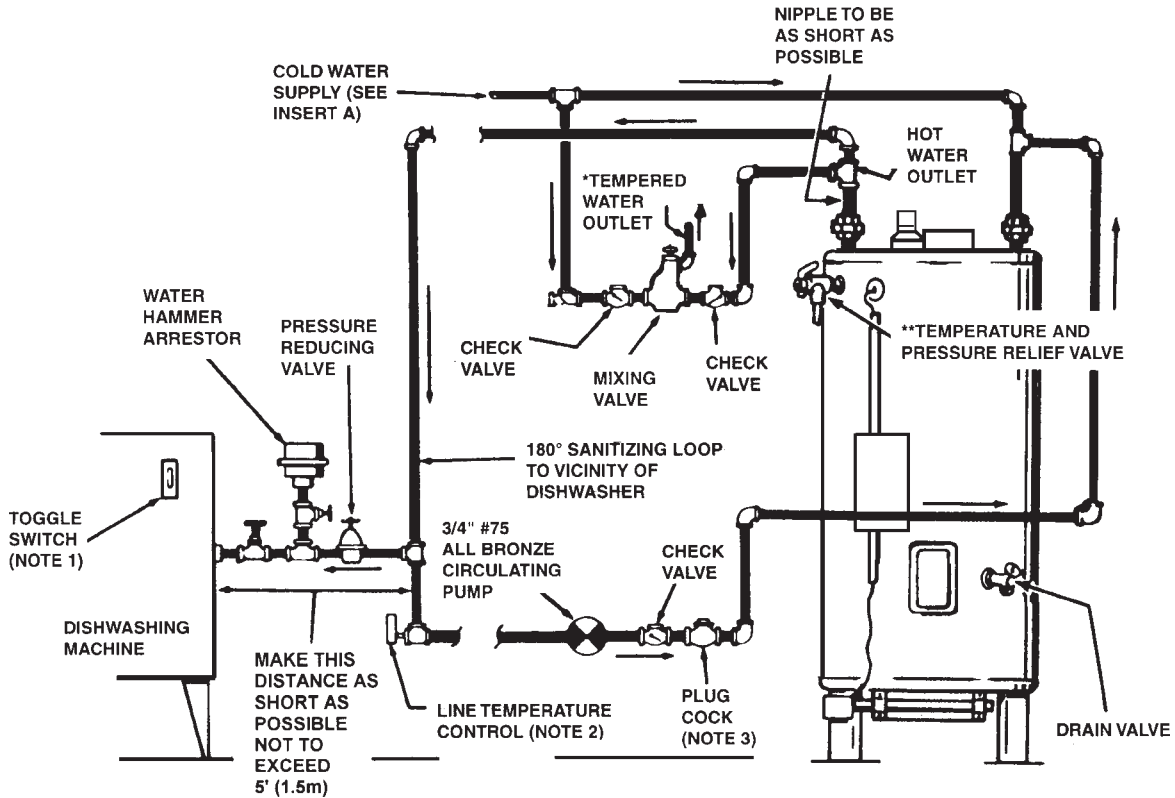 NIPPLE TO BE
AS SHORT AS
POSSIBLE
COLD WATER
SUPPLY (SEE
INSERT A)
HOT
WATER
OUTLET
*TEMPERED
WATER
OUTLET
WATER
HAMMER
ARRESTOR
PRESSURE
REDUCING
VALVE
CHECK
VALVE
MIXING
VALVE
CHECK
VALVE
**TEMPERATURE AND
PRESSURE RELIEF VALVE
180° SANITIZING LOOP
TO VICINITY OF
DISHWASHER
TOGGLE
SWITCH
(NOTE 1)
3/4" #75
ALL BRONZE
CIRCULATING
PUMP
CHECK
VALVE
DISHWASHING
MACHINE
MAKE THIS
DISTANCE AS
SHORT AS
POSSIBLE
NOT TO
EXCEED
5' (1.5m)
LINE TEMPERATURE
CONTROL (NOTE 2)
PLUG
COCK
(NOTE 3)
DRAIN VALVE